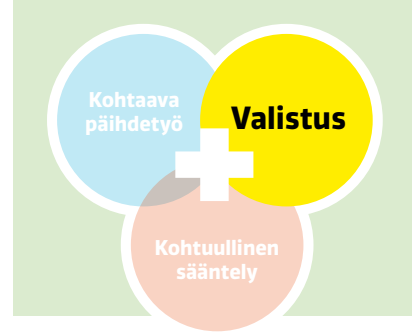 Kohtaava
päihdetyö
Valistus
Kohtuullinen
sääntely